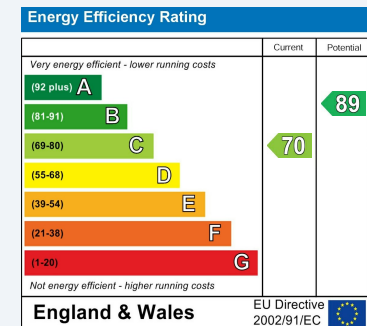 Energy Efficiency Rating
Current Potential
Very energy efficient - lower running costs
(92 plus) A
(81-91) B
89
(69-80) C
70
(55-68) D
(39-54) E
(21-38) F
(1-20) G
Not energy efficient - higher running costs
England & Wales
EU Directive
2002/91/EC